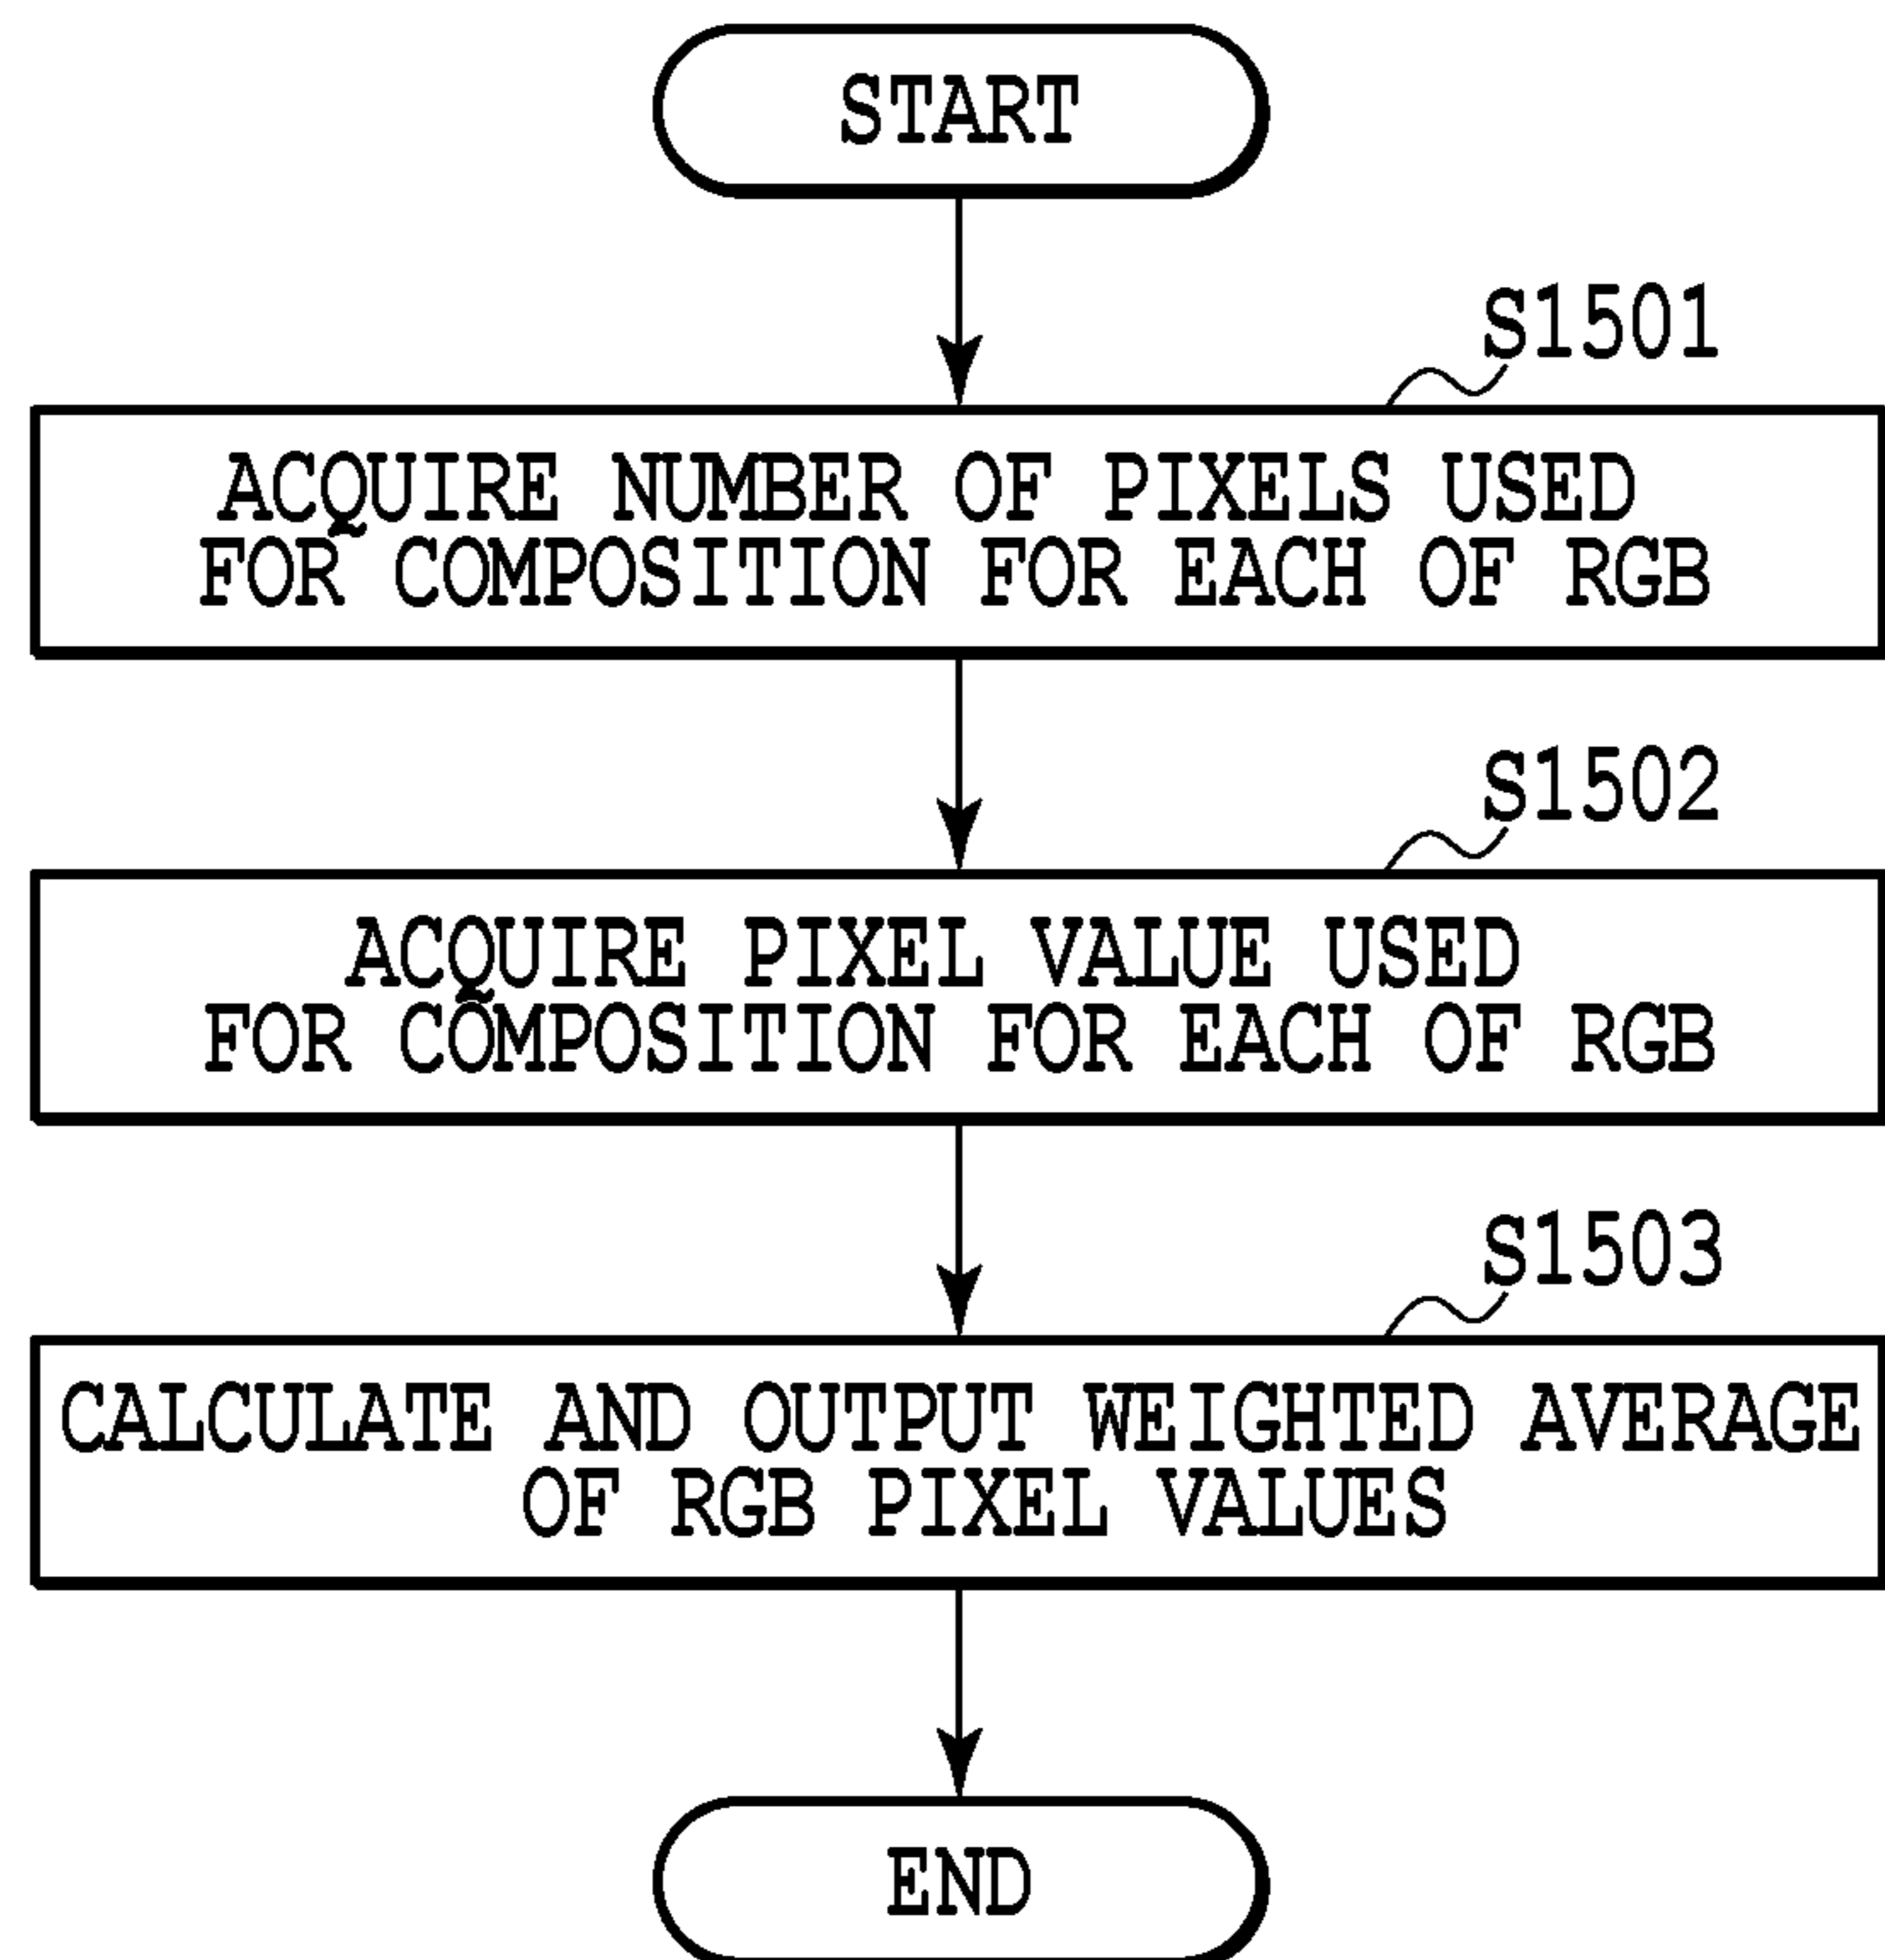 START
S1501
ACQUIRE NUMBER OF PIXELS USED
FOR COMPOSITION FOR EACH OF RGB
S1502
ACQUIRE PIXEL VALUE USED
FOR COMPOSITION FOR EACH OF RGB
S1503
CALCULATE AND OUTPUT WEIGHTED AVERAGE
OF RGB PIXEL VALUES
END